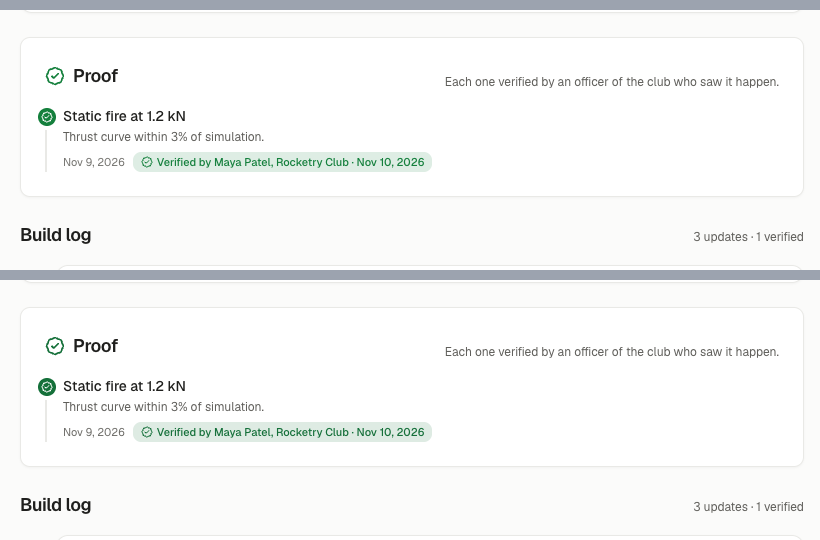 Proof
Each one verified by an officer of the club who saw it happen.
Static fire at 1.2 kN
Thrust curve within 3% of simulation.
Nov 9, 2026 Verified by Maya Patel, Rocketry Club · Nov 10, 2026
Build log
3 updates · 1 verified
Proof
Each one verified by an officer of the club who saw it happen.
Static fire at 1.2 kN
Thrust curve within 3% of simulation.
Nov 9, 2026 Verified by Maya Patel, Rocketry Club · Nov 10, 2026
Build log
3 updates · 1 verified